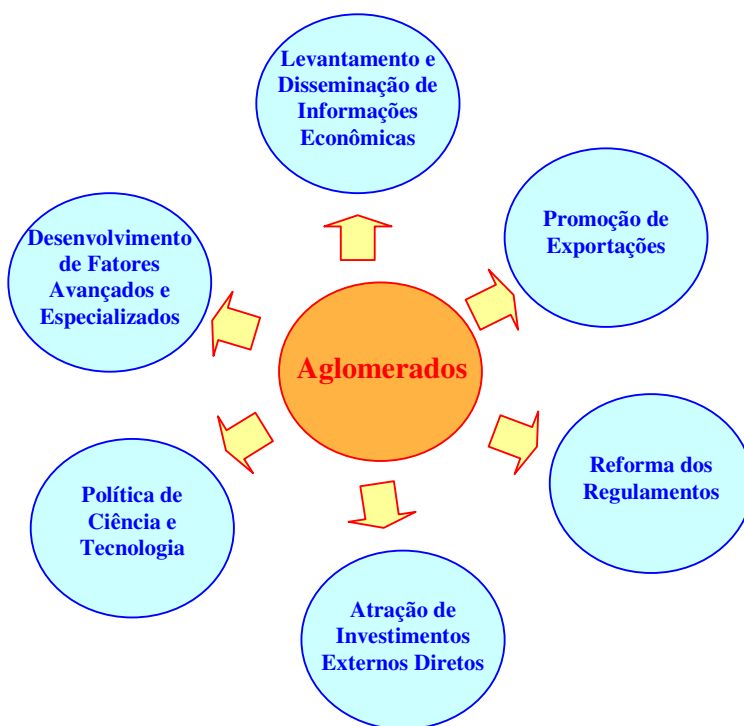 Levantamento e
Disseminação de
Informações
Econômicas
Promoção de
Exportações
Desenvolvimento
de Fatores
Avançados e
Especializados
Aglomerados
Reforma dos
Regulamentos
Política de
Ciência e
Tecnologia
Atração de
Investimentos
Externos Diretos